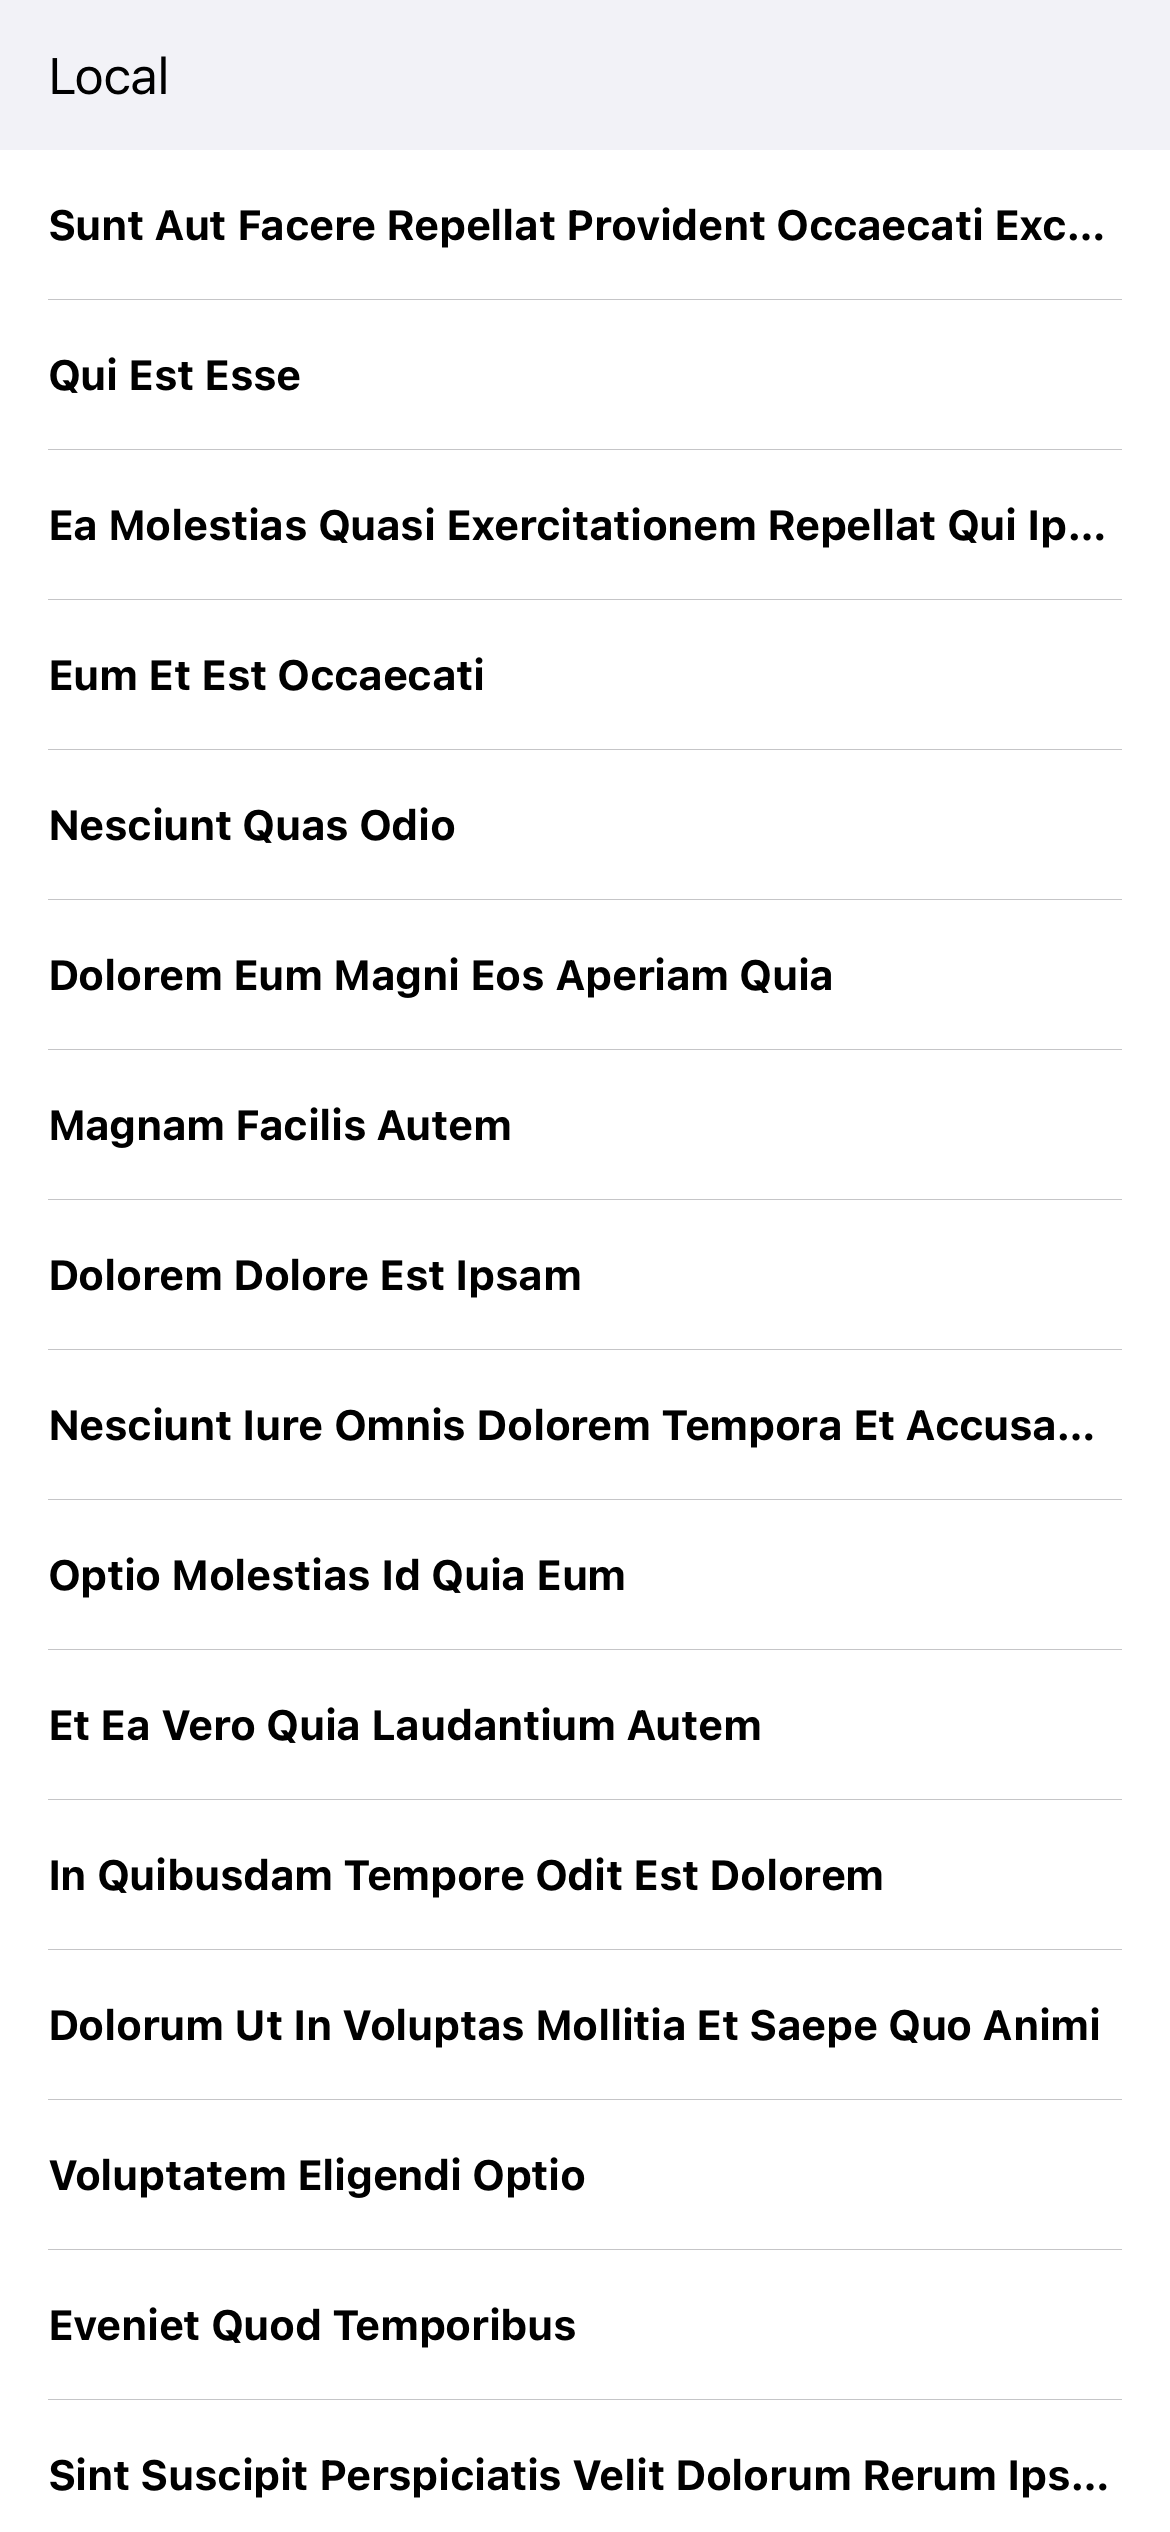 Local
Sunt Aut Facere Repellat Provident Occaecati Exc...
Qui Est Esse
Ea Molestias Quasi Exercitationem Repellat Qui Ip...
Eum Et Est Occaecati
Nesciunt Quas Odio
Dolorem Eum Magni Eos Aperiam Quia
Magnam Facilis Autem
Dolorem Dolore Est Ipsam
Nesciunt Iure Omnis Dolorem Tempora Et Accusa...
Optio Molestias Id Quia Eum
Et Ea Vero Quia Laudantium Autem
In Quibusdam Tempore Odit Est Dolorem
Dolorum Ut In Voluptas Mollitia Et Saepe Quo Animi
Voluptatem Eligendi Optio
Eveniet Quod Temporibus
Sint Suscipit Perspiciatis Velit Dolorum Rerum Ips...